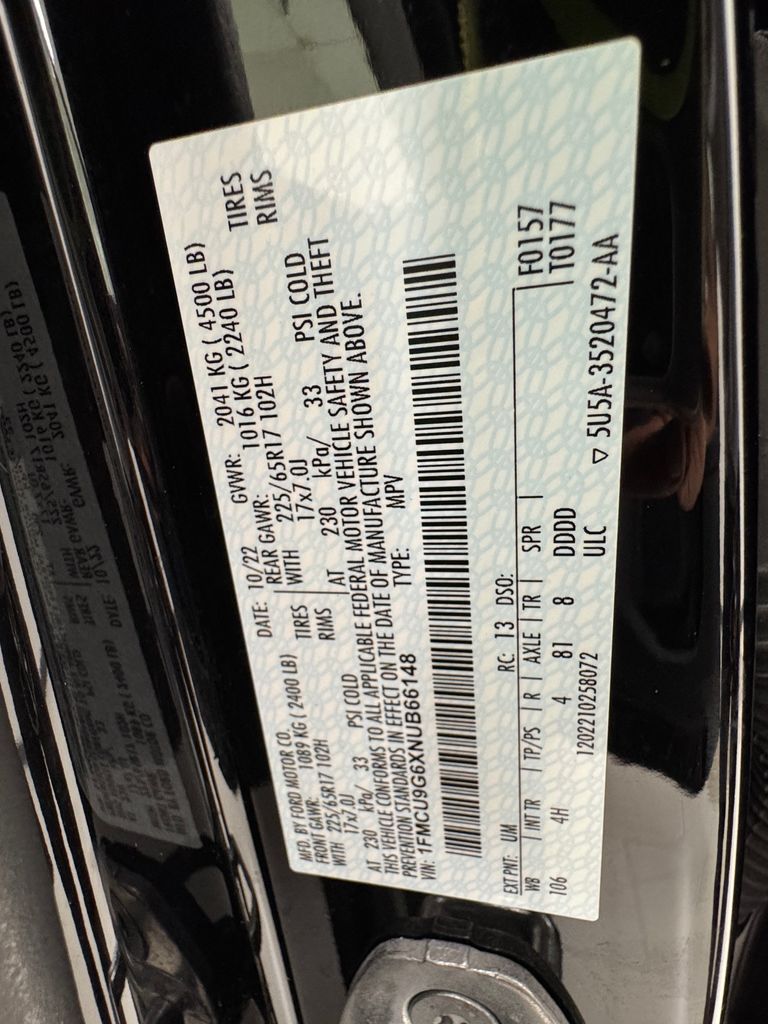 MFD. BY FORD MOTOR CO.
DATE: 10/22 GVWR: 2041 KG ( 4500 LB)
FRONT GAWR: 1089 KG ( 2400 LB) REAR GAWR: 1016 KG ( 2240 LB)
WITH 225/65R17 102H TIRES WITH 225/65R17 102H TIRES
17x7.0J RIMS 17x7.0J RIMS
AT 230 kPa/ 33 PSI COLD AT 230 kPa/ 33 PSI COLD
THIS VEHICLE CONFORMS TO ALL APPLICABLE FEDERAL MOTOR VEHICLE SAFETY AND THEFT
PREVENTION STANDARDS IN EFFECT ON THE DATE OF MANUFACTURE SHOWN ABOVE.
VIN: 1FMCU9G6XNUB66148 TYPE: MPV
EXT PNT: UM RC: 13 DSO: F0157
WB INT TR TP/PS R AXLE TR SPR T0177
106 4H 4 81 8 DDDD
1202210258072 ULC ▽ 5U5A-3520472-AA